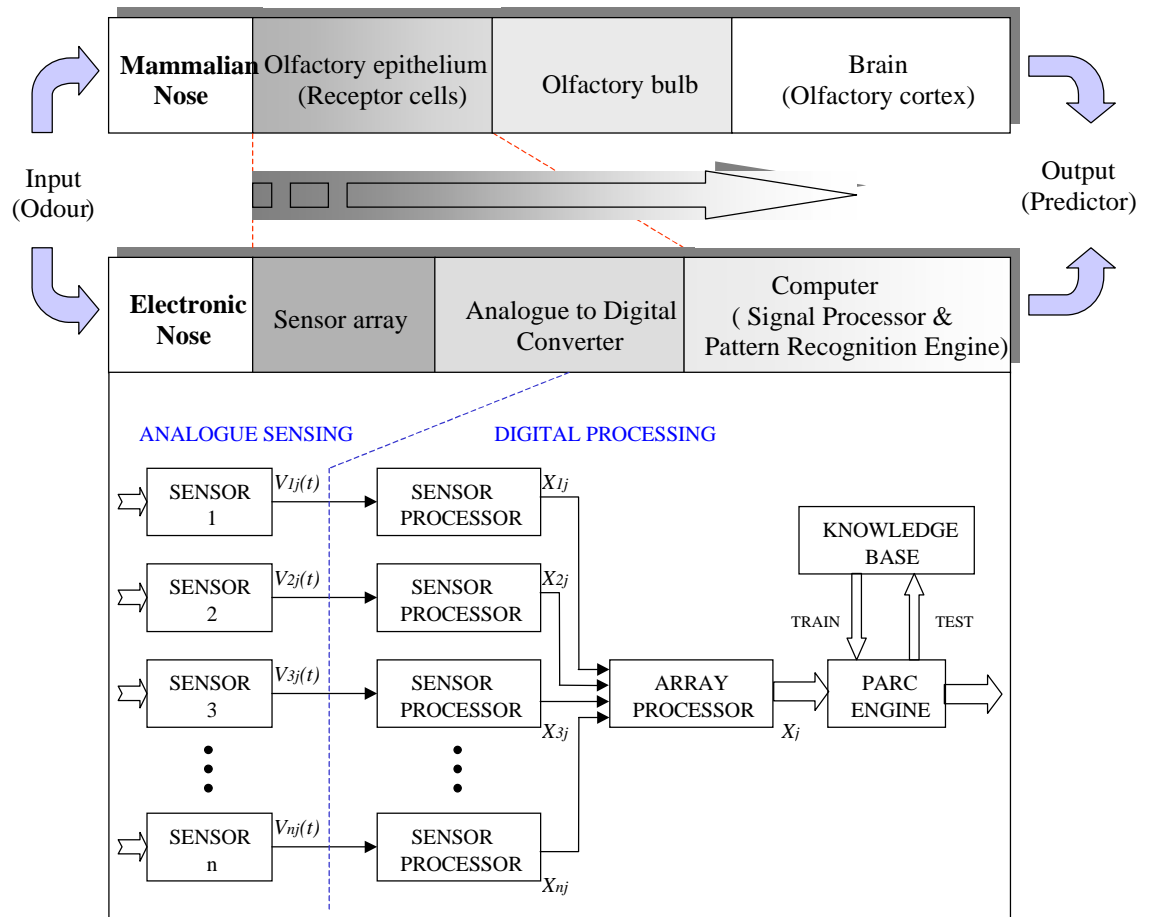 Mammalian
Nose
Olfactory epithelium
(Receptor cells)
Olfactory bulb
Brain
(Olfactory cortex)
Input
(Odour)
Output
(Predictor)
Electronic
Nose
Sensor array
Analogue to Digital
Converter
Computer
( Signal Processor &
Pattern Recognition Engine)
ANALOGUE SENSING
DIGITAL PROCESSING
SENSOR
1
V1j(t)
SENSOR
PROCESSOR
X1j
SENSOR
2
V2j(t)
SENSOR
PROCESSOR
X2j
SENSOR
3
V3j(t)
SENSOR
PROCESSOR
X3j
SENSOR
n
Vnj(t)
SENSOR
PROCESSOR
Xnj
ARRAY
PROCESSOR
Xj
KNOWLEDGE
BASE
TRAIN
TEST
PARC
ENGINE